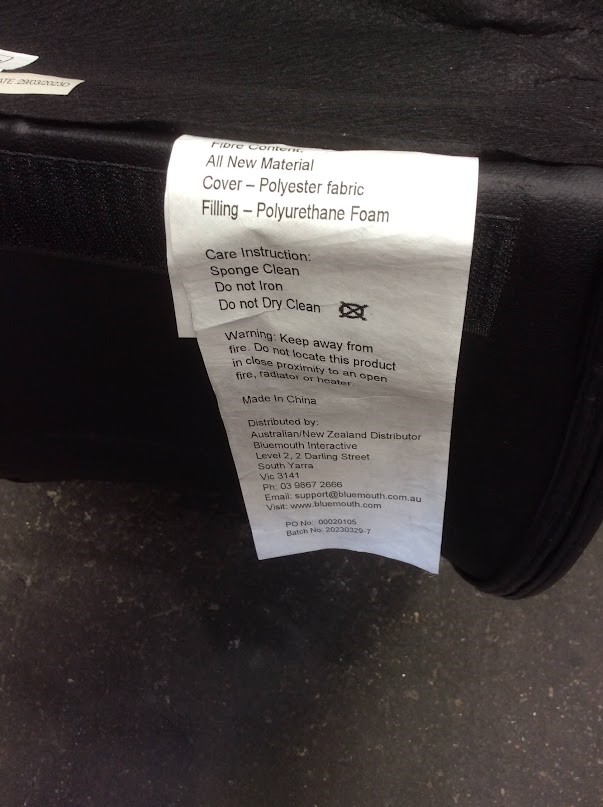 ATE:29/03/20230
Fibre Content:
All New Material
Cover – Polyester fabric
Filling – Polyurethane Foam
Care Instruction:
Sponge Clean
Do not Iron
Do not Dry Clean
Warning: Keep away from
fire. Do not locate this product
in close proximity to an open
fire, radiator or heater
Made In China
Distributed by:
Australian/New Zealand Distributor
Bluemouth Interactive
Level 2, 2 Darling Street
South Yarra
Vic 3141
Ph: 03 9867 2666
Email: support@bluemouth.com.au
Visit: www.bluemouth.com
PO No: 00020105
Batch No: 20230329-7